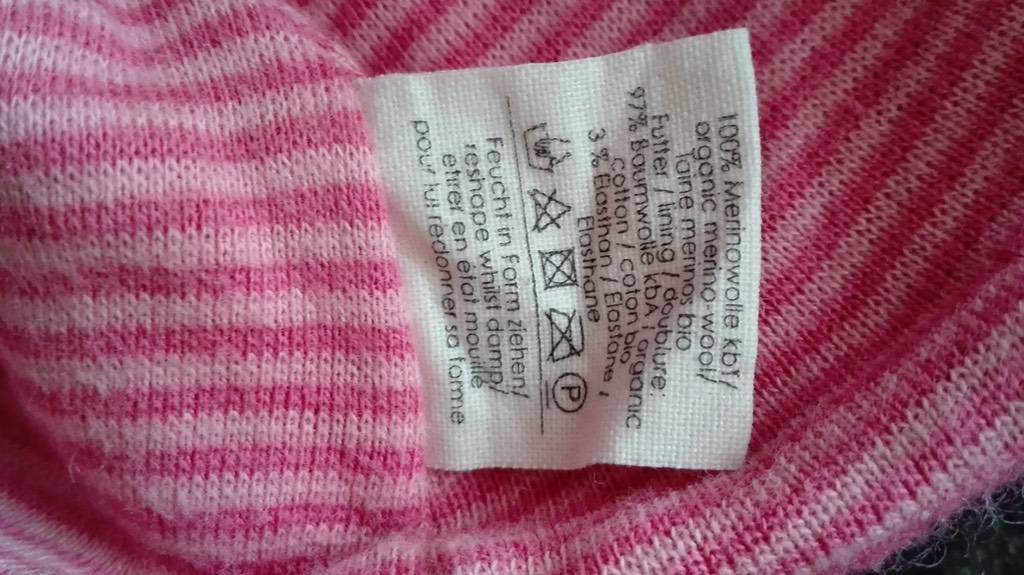 100% Merinowolle kbT/
organic merino wool/
laine merinos bio
Futter / lining / doublure:
97% Baumwolle kbA / organic
cotton / coton bio
3% Elasthan / Elastane,
Elasthane
P
Feucht in Form ziehen/
reshape whilst damp/
etirer en état mouillé
pour lui redonner sa forme